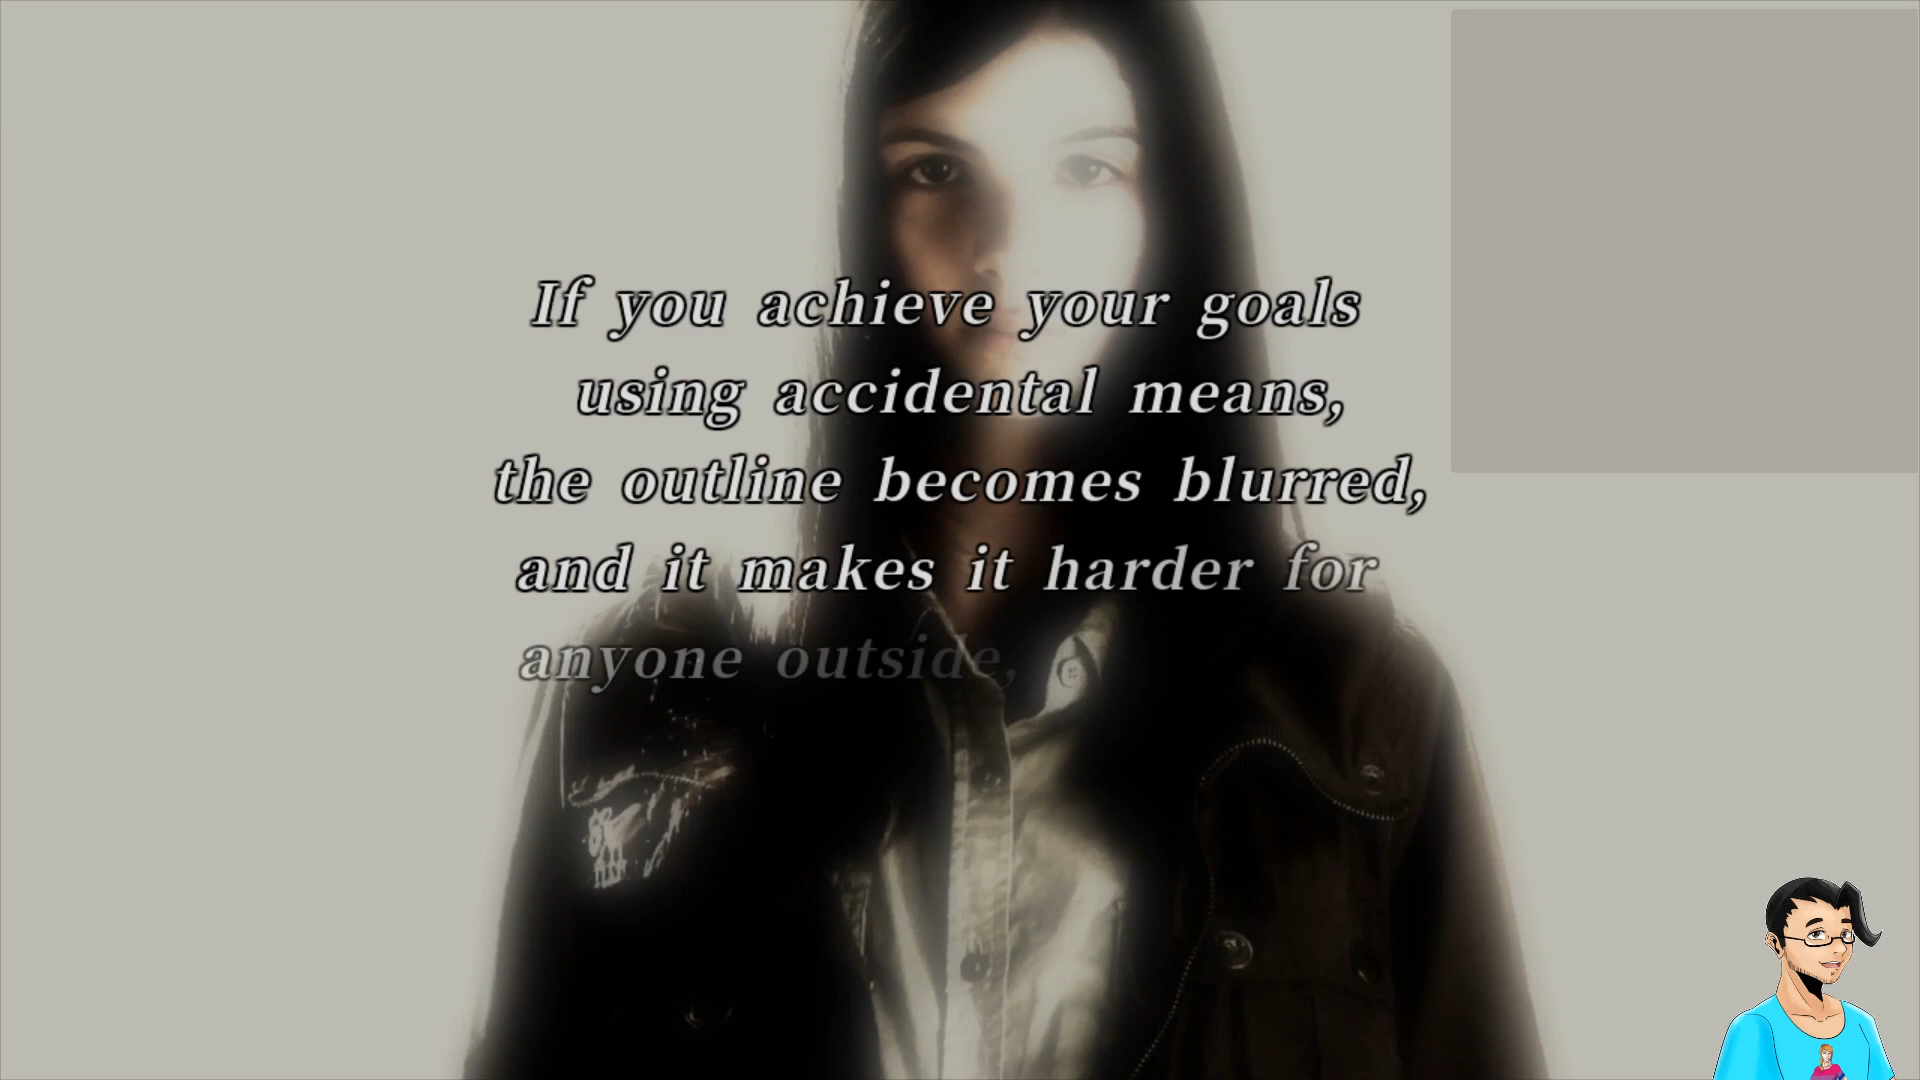 If you achieve your goals
using accidental means,
the outline becomes blurred,
and it makes it harder for
anyone outside,